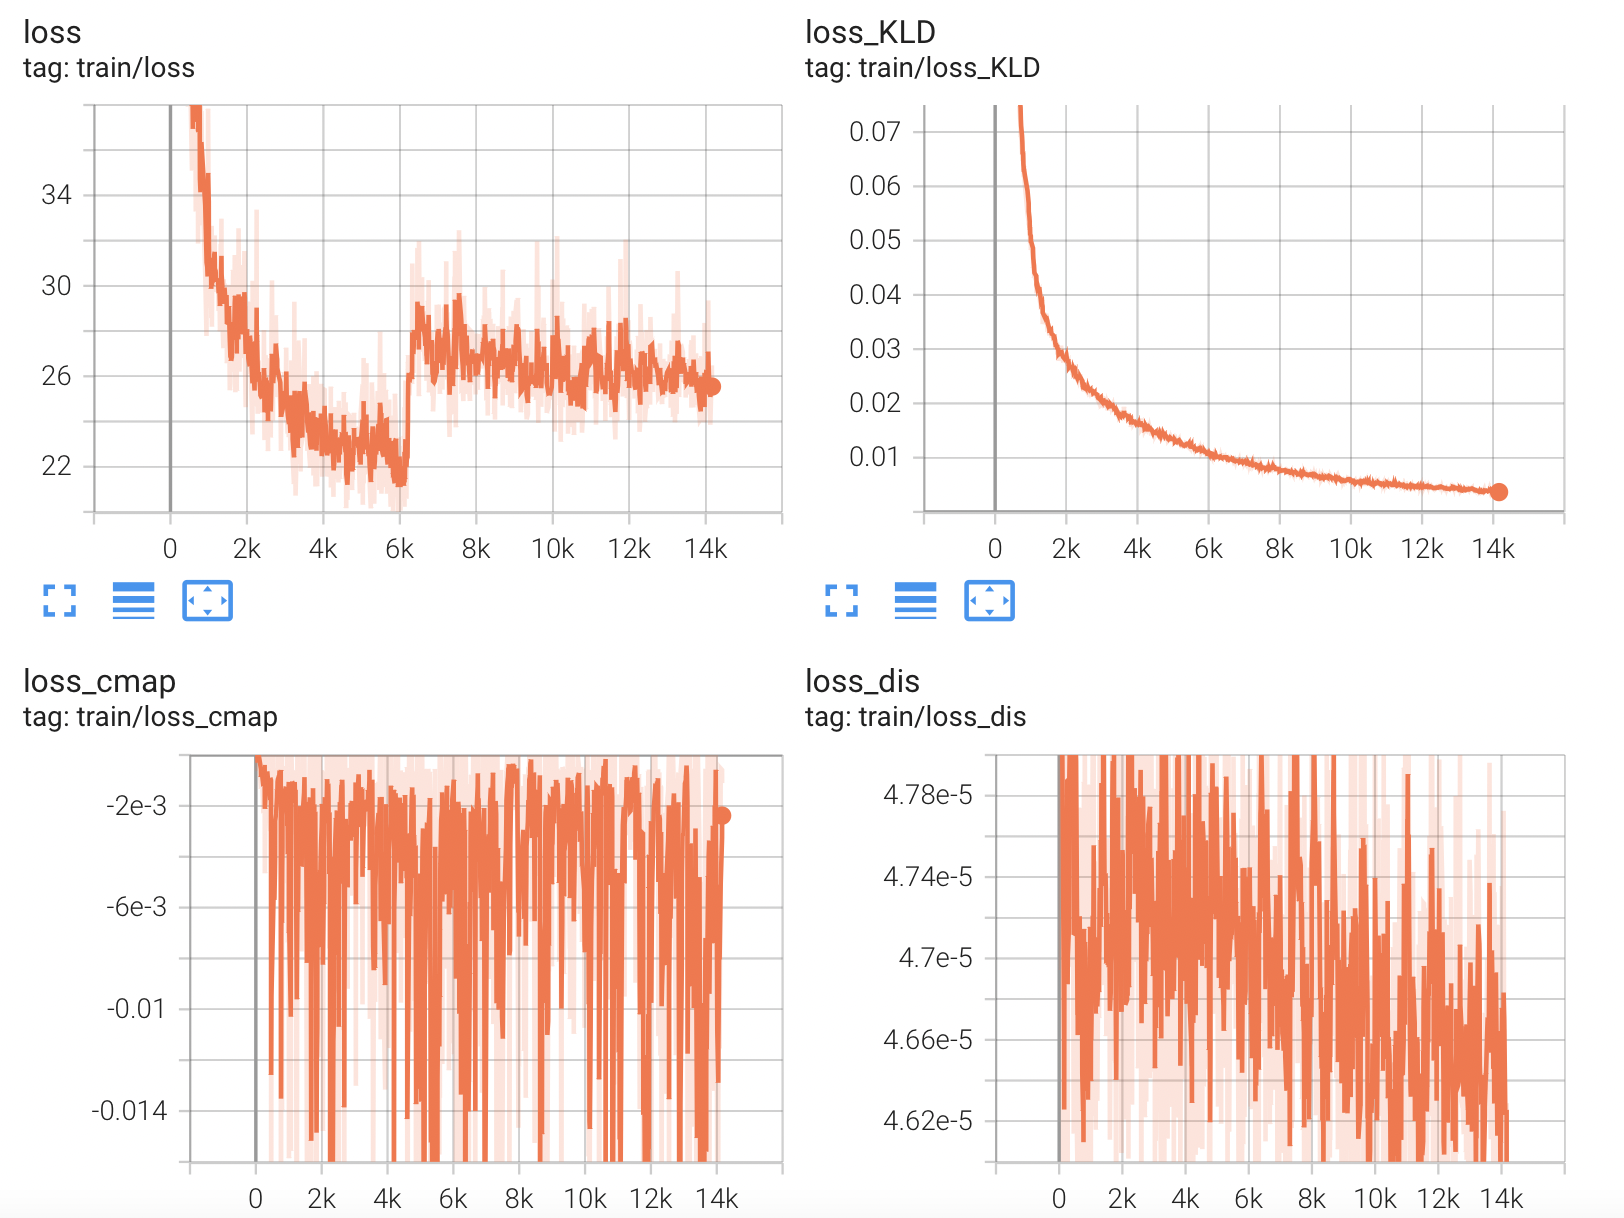 loss
tag: train/loss
34
30
26
22
0 2k 4k 6k 8k 10k 12k 14k
loss_KLD
tag: train/loss_KLD
0.07
0.06
0.05
0.04
0.03
0.02
0.01
0 2k 4k 6k 8k 10k 12k 14k
loss_cmap
tag: train/loss_cmap
-2e-3
-6e-3
-0.01
-0.014
0 2k 4k 6k 8k 10k 12k 14k
loss_dis
tag: train/loss_dis
4.78e-5
4.74e-5
4.7e-5
4.66e-5
4.62e-5
0 2k 4k 6k 8k 10k 12k 14k